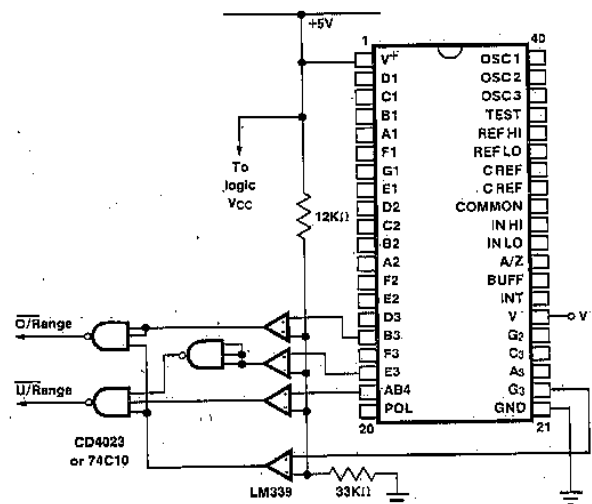 +5V
1
40
V+
OSC1
D1
OSC2
C1
OSC3
B1
TEST
A1
REF HI
F1
REF LO
G1
C REF
E1
C REF
D2
COMMON
C2
IN HI
B2
IN LO
A2
A/Z
F2
BUFF
E2
INT
D3
V-
V
B3
G2
F3
C3
E3
A3
AB4
G3
POL
GND
20
21
To
logic
VCC
12KΩ
O/Range
U/Range
CD4023
or 74C10
LM339
33KΩ